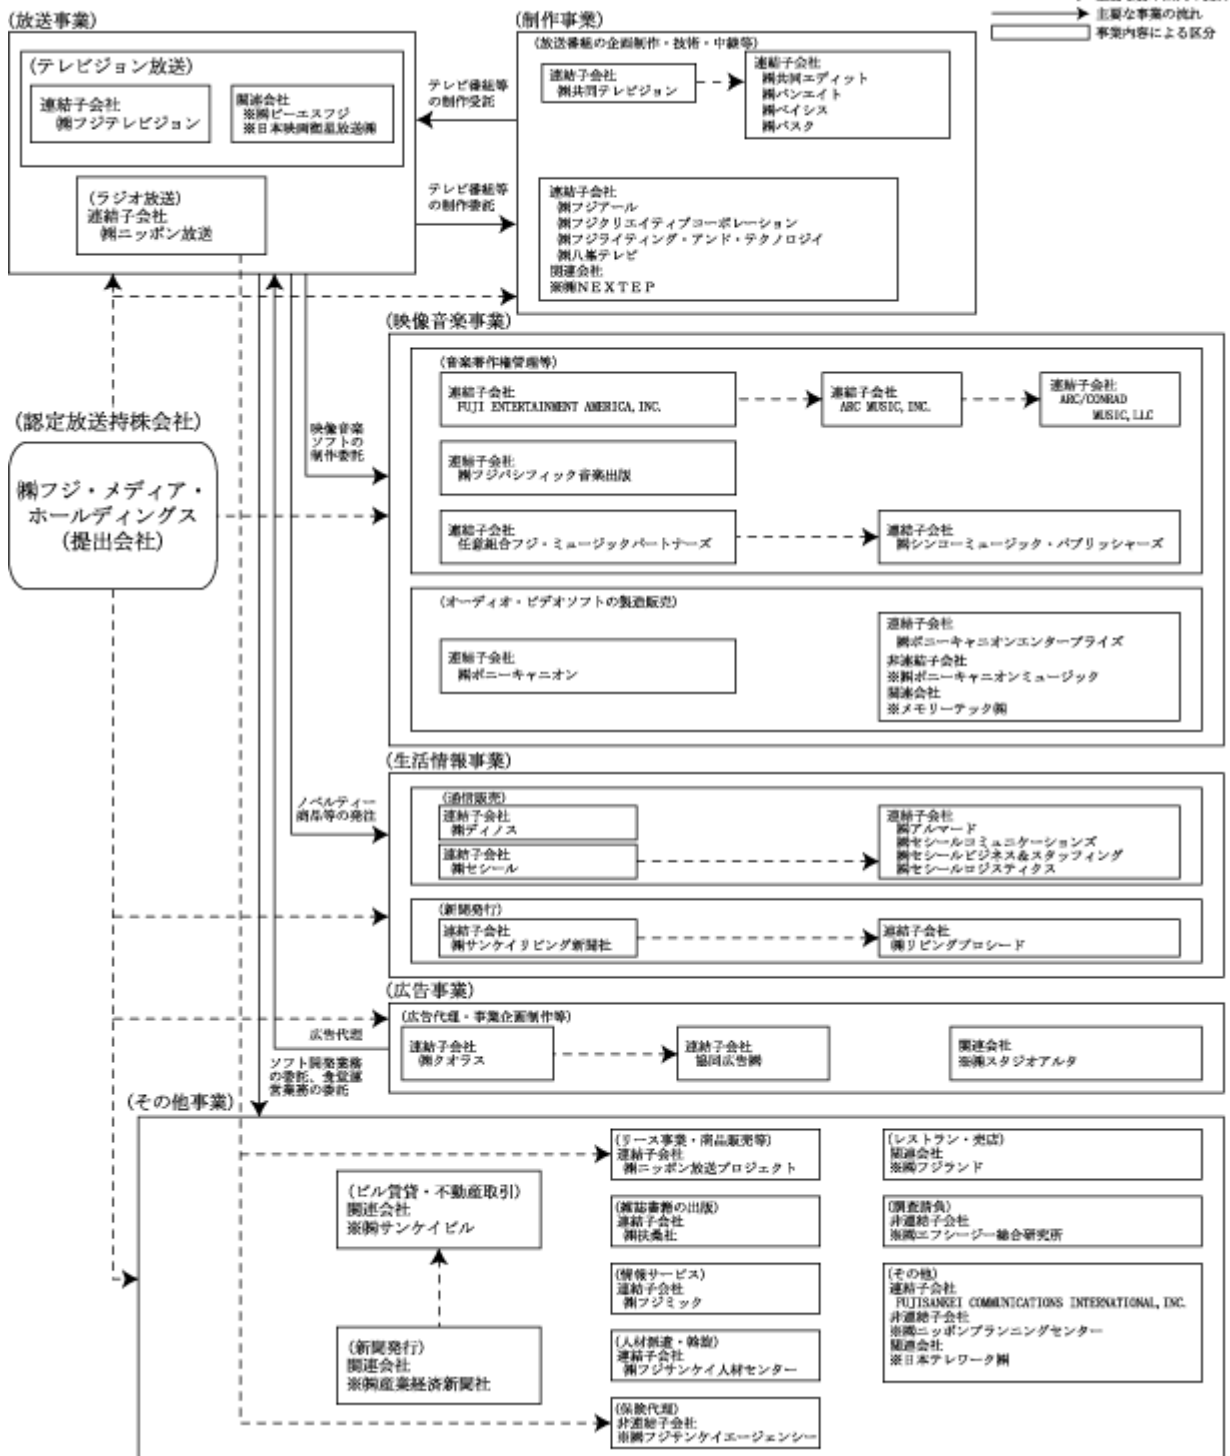 主要な事業の流れ
事業内容による区分
(放送事業)
(テレビジョン放送)
連結子会社
㈱フジテレビジョン
関連会社
※㈱ビーエスフジ
※日本映画衛星放送㈱
(ラジオ放送)
連結子会社
㈱ニッポン放送
テレビ番組等
の制作受託
テレビ番組等
の制作委託
(制作事業)
(放送番組の企画制作・技術・中継等)
連結子会社
㈱共同テレビジョン
連結子会社
㈱共同エディット
㈱バンエイト
㈱ベイシス
㈱バスク
連結子会社
㈱フジアール
㈱フジクリエイティブコーポレーション
㈱フジライティング・アンド・テクノロジイ
㈱八峯テレビ
関連会社
※㈱NEXTEP
(認定放送持株会社)
㈱フジ・メディア・
ホールディングス
(提出会社)
映像音楽
ソフトの
制作委託
(映像音楽事業)
(音楽著作権管理等)
連結子会社
FUJI ENTERTAINMENT AMERICA, INC.
連結子会社
ARC MUSIC, INC.
連結子会社
ARC/CONRAD
MUSIC, LLC
連結子会社
㈱フジパシフィック音楽出版
連結子会社
任意組合フジ・ミュージックパートナーズ
連結子会社
㈱シンコーミュージック・パブリッシャーズ
(オーディオ・ビデオソフトの製造販売)
連結子会社
㈱ポニーキャニオン
連結子会社
㈱ポニーキャニオンエンタープライズ
非連結子会社
※㈱ポニーキャニオンミュージック
関連会社
※メモリーテック㈱
ノベルティー
商品等の発注
(生活情報事業)
(通信販売)
連結子会社
㈱ディノス
連結子会社
㈱セシール
連結子会社
㈱アルマード
㈱セシールコミュニケーションズ
㈱セシールビジネス&スタッフィング
㈱セシールロジスティクス
(新聞発行)
連結子会社
㈱サンケイリビング新聞社
連結子会社
㈱リビングプロシード
広告代理
(広告事業)
(広告代理・事業企画制作等)
連結子会社
㈱クオラス
連結子会社
協同広告㈱
関連会社
※㈱スタジオアルタ
ソフト開発業務
の委託、食堂運
営業務の委託
(その他事業)
(ビル賃貸・不動産取引)
関連会社
※㈱サンケイビル
(新聞発行)
関連会社
※㈱産業経済新聞社
(リース事業・商品販売等)
連結子会社
㈱ニッポン放送プロジェクト
(雑誌書籍の出版)
連結子会社
㈱扶桑社
(情報サービス)
連結子会社
㈱フジミック
(人材派遣・斡旋)
連結子会社
㈱フジサンケイ人材センター
(保険代理)
非連結子会社
※㈱フジサンケイエージェンシー
(レストラン・売店)
関連会社
※㈱フジランド
(調査請負)
非連結子会社
※㈱エフシージー総合研究所
(その他)
連結子会社
FUJISANKEI COMMUNICATIONS INTERNATIONAL, INC.
非連結子会社
※㈱ニッポンプランニングセンター
関連会社
※日本テレワーク㈱